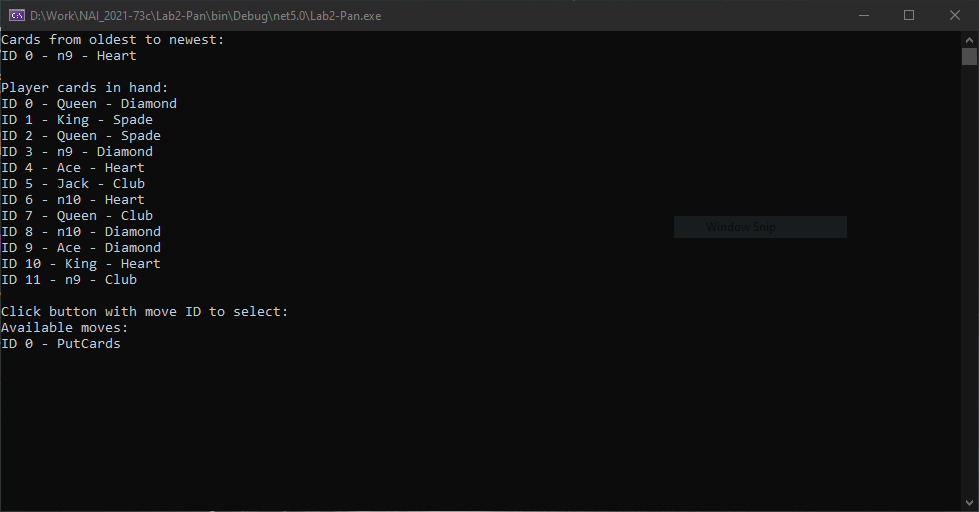 D:\Work\NAI_2021-73c\Lab2-Pan\bin\Debug\net5.0\Lab2-Pan.exe
Cards from oldest to newest:
ID 0 - n9 - Heart
Player cards in hand:
ID 0 - Queen - Diamond
ID 1 - King - Spade
ID 2 - Queen - Spade
ID 3 - n9 - Diamond
ID 4 - Ace - Heart
ID 5 - Jack - Club
ID 6 - n10 - Heart
ID 7 - Queen - Club
Window Snip
ID 8 - n10 - Diamond
ID 9 - Ace - Diamond
ID 10 - King - Heart
ID 11 - n9 - Club
Click button with move ID to select:
Available moves:
ID 0 - PutCards